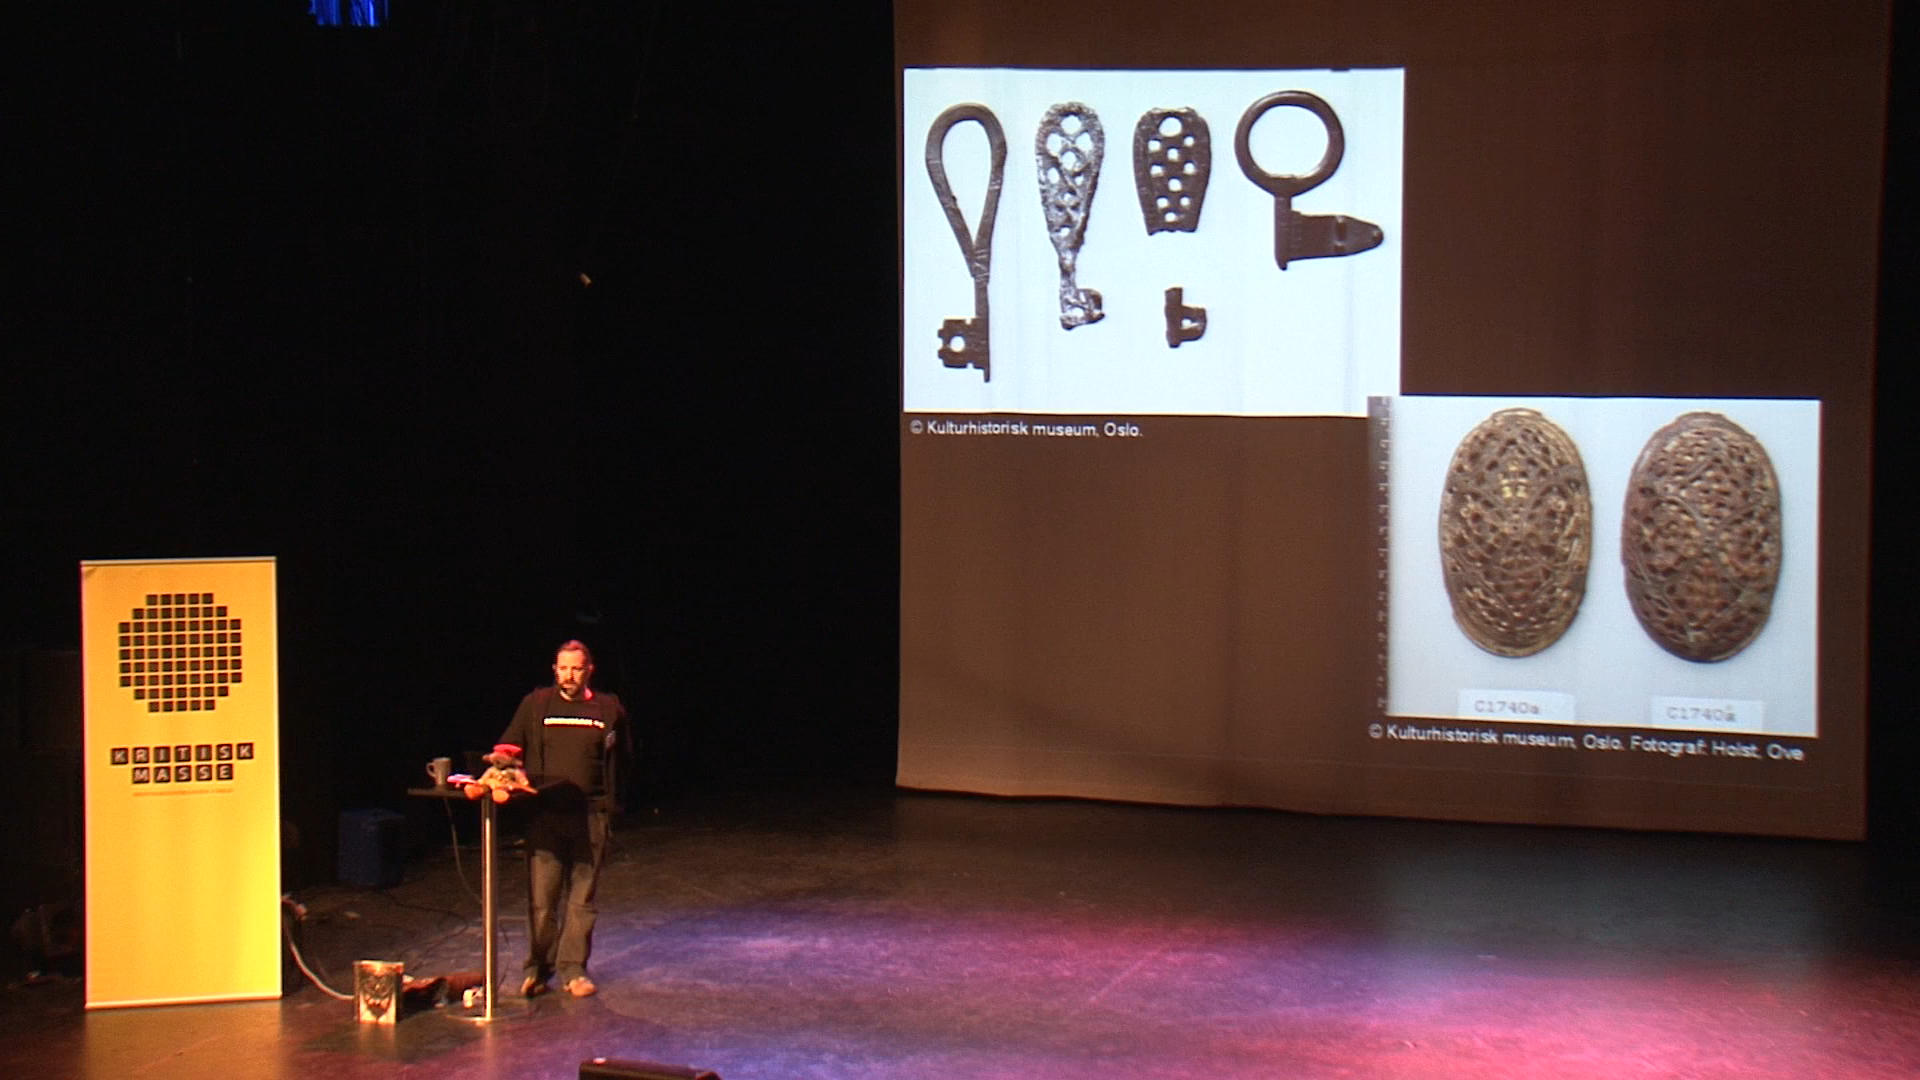 © Kulturhistorisk museum, Oslo.
C1740a
C1740a
© Kulturhistorisk museum, Oslo. Fotograf: Holst, Ove
KRITISK
MASSE